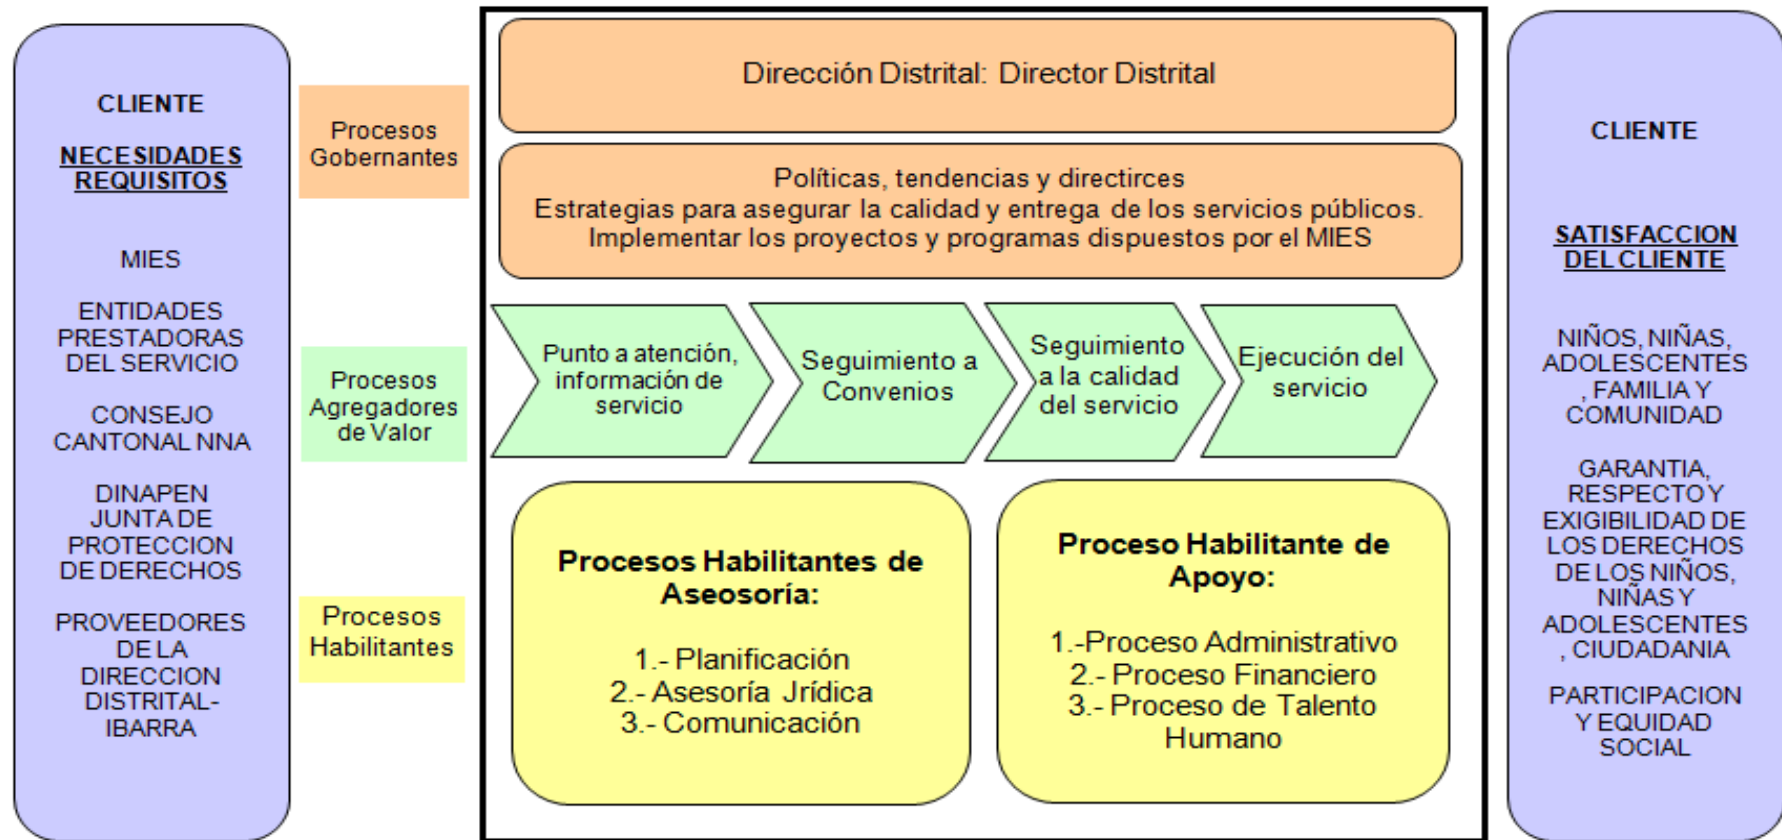 CLIENTE
NECESIDADES
REQUISITOS
MIES
ENTIDADES
PRESTADORAS
DEL SERVICIO
CONSEJO
CANTONAL NNA
DINAPEN
JUNTA DE
PROTECCION
DE DERECHOS
PROVEEDORES
DE LA
DIRECCION
DISTRITAL-
IBARRA
Procesos
Gobernantes
Dirección Distrital: Director Distrital
Políticas, tendencias y directirces
Estrategias para asegurar la calidad y entrega de los servicios públicos.
Implementar los proyectos y programas dispuestos por el MIES
Procesos
Agregadores
de Valor
Punto a atención,
información de
servicio
Seguimiento a
Convenios
Seguimiento
a la calidad
del servicio
Ejecución del
servicio
Procesos
Habilitantes
Procesos Habilitantes de
Aseosoría:
1.- Planificación
2.- Asesoría Jrídica
3.- Comunicación
Proceso Habilitante de
Apoyo:
1.-Proceso Administrativo
2.- Proceso Financiero
3.- Proceso de Talento
Humano
CLIENTE
SATISFACCION
DEL CLIENTE
NIÑOS, NIÑAS,
ADOLESCENTES
, FAMILIA Y
COMUNIDAD
GARANTIA,
RESPECTO Y
EXIGIBILIDAD DE
LOS DERECHOS
DE LOS NIÑOS,
NIÑAS Y
ADOLESCENTES
, CIUDADANIA
PARTICIPACION
Y EQUIDAD
SOCIAL